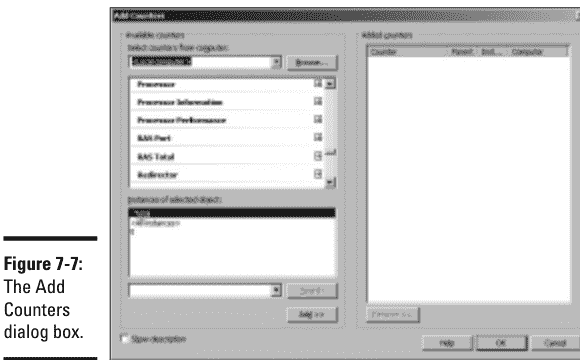 Add Counters
Available counters
Select counters from computer:
Browse...
Processor
Processor Information
Processor Performance
RAS Port
RAS Total
Redirector
Instances of selected object:
_Total
<All instances>
0
Search
Add >>
Show description
Added counters
Counter Parent Inst... Computer
Remove <<
Help OK Cancel
Figure 7-7:
The Add
Counters
dialog box.